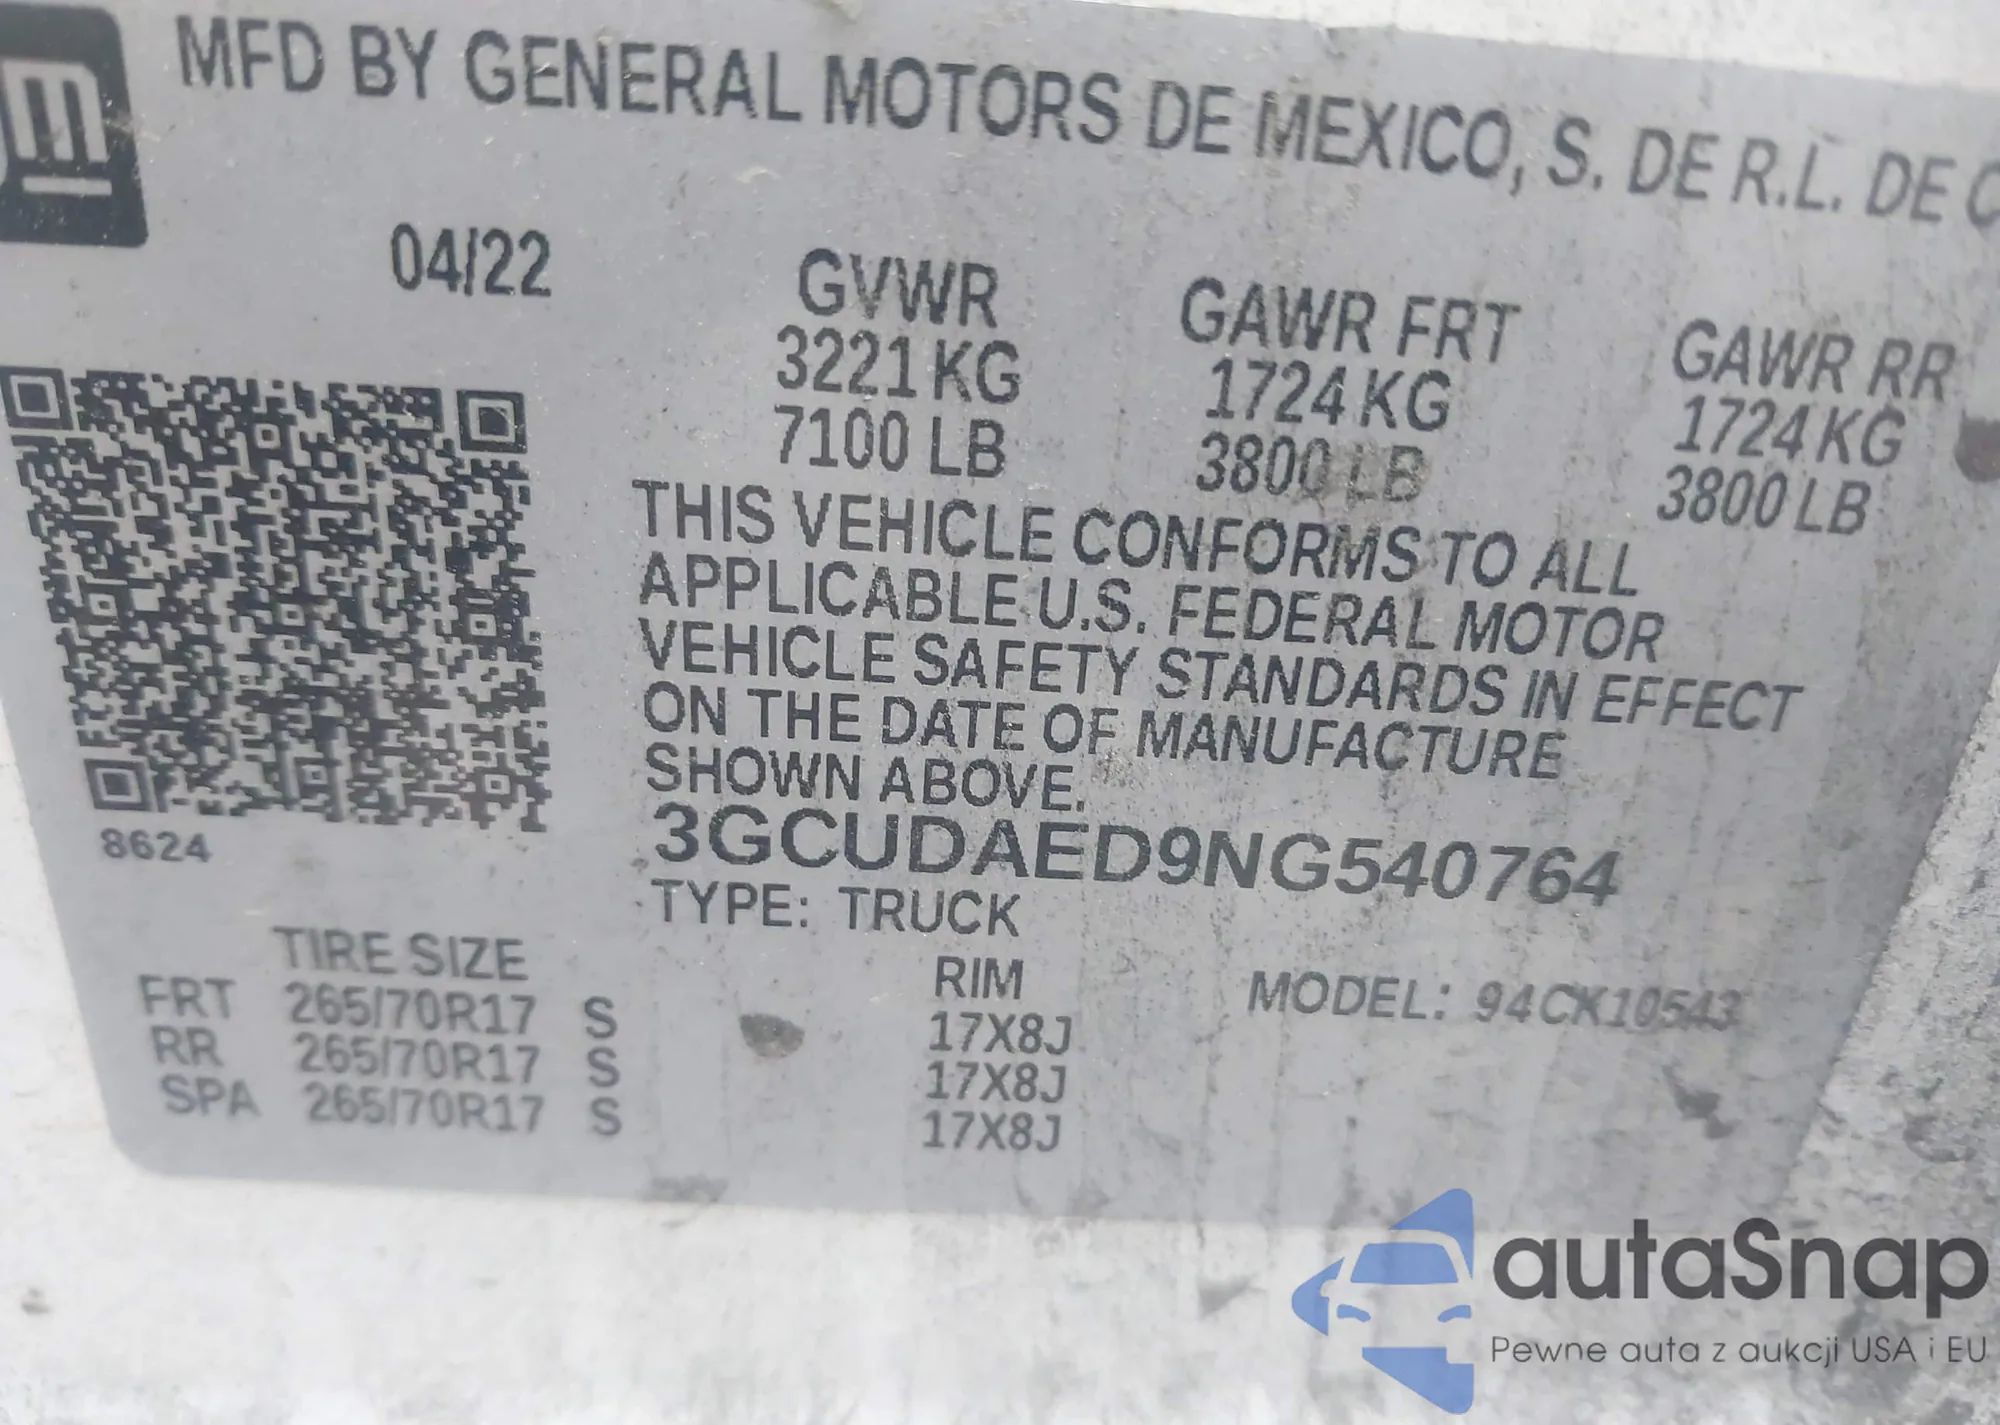 MFD BY GENERAL MOTORS DE MEXICO, S. DE R.L. DE C
gm
04/22 GVWR GAWR FRT GAWR RR
3221 KG 1724 KG 1724 KG
7100 LB 3800 LB 3800 LB
THIS VEHICLE CONFORMS TO ALL
APPLICABLE U.S. FEDERAL MOTOR
VEHICLE SAFETY STANDARDS IN EFFECT
ON THE DATE OF MANUFACTURE
SHOWN ABOVE.
3GCUDAED9NG540764
8624
TYPE: TRUCK
TIRE SIZE RIM MODEL: 94CK10543
FRT 265/70R17 S 17X8J
RR 265/70R17 S 17X8J
SPA 265/70R17 S 17X8J
autaSnap
Pewne auta z aukcji USA i EU